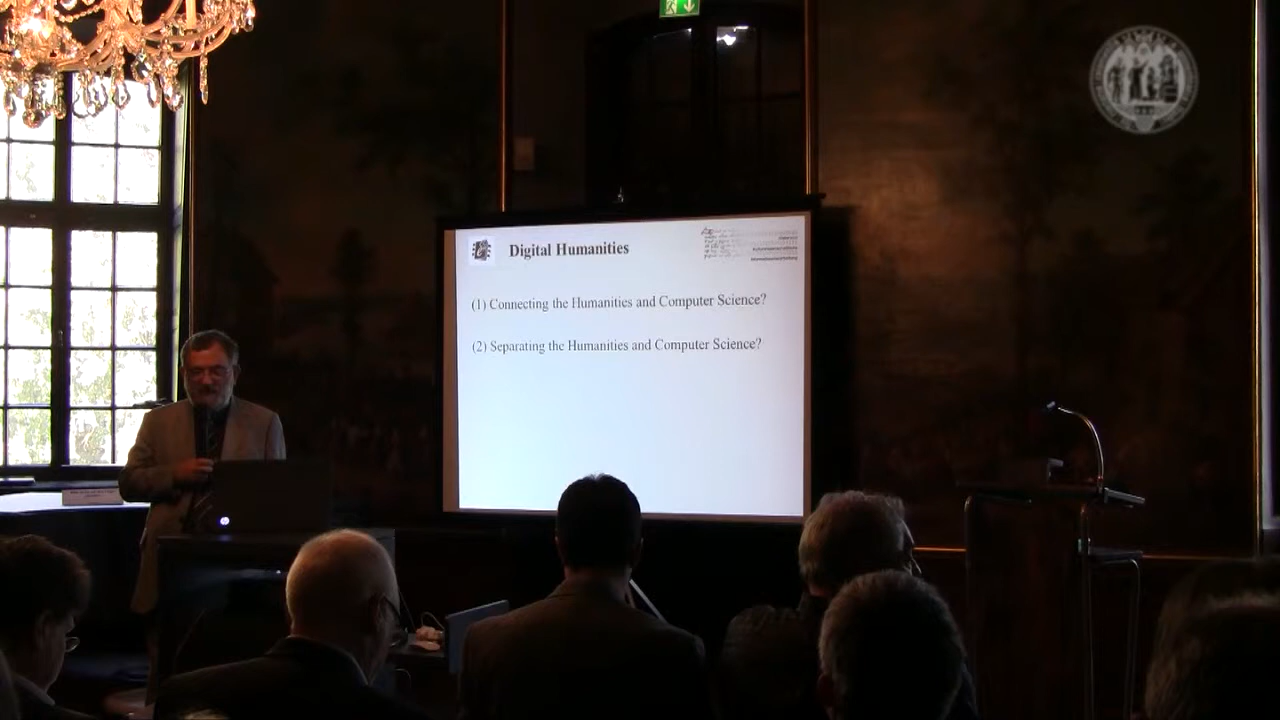 Digital Humanities
(1) Connecting the Humanities and Computer Science?
(2) Separating the Humanities and Computer Science?